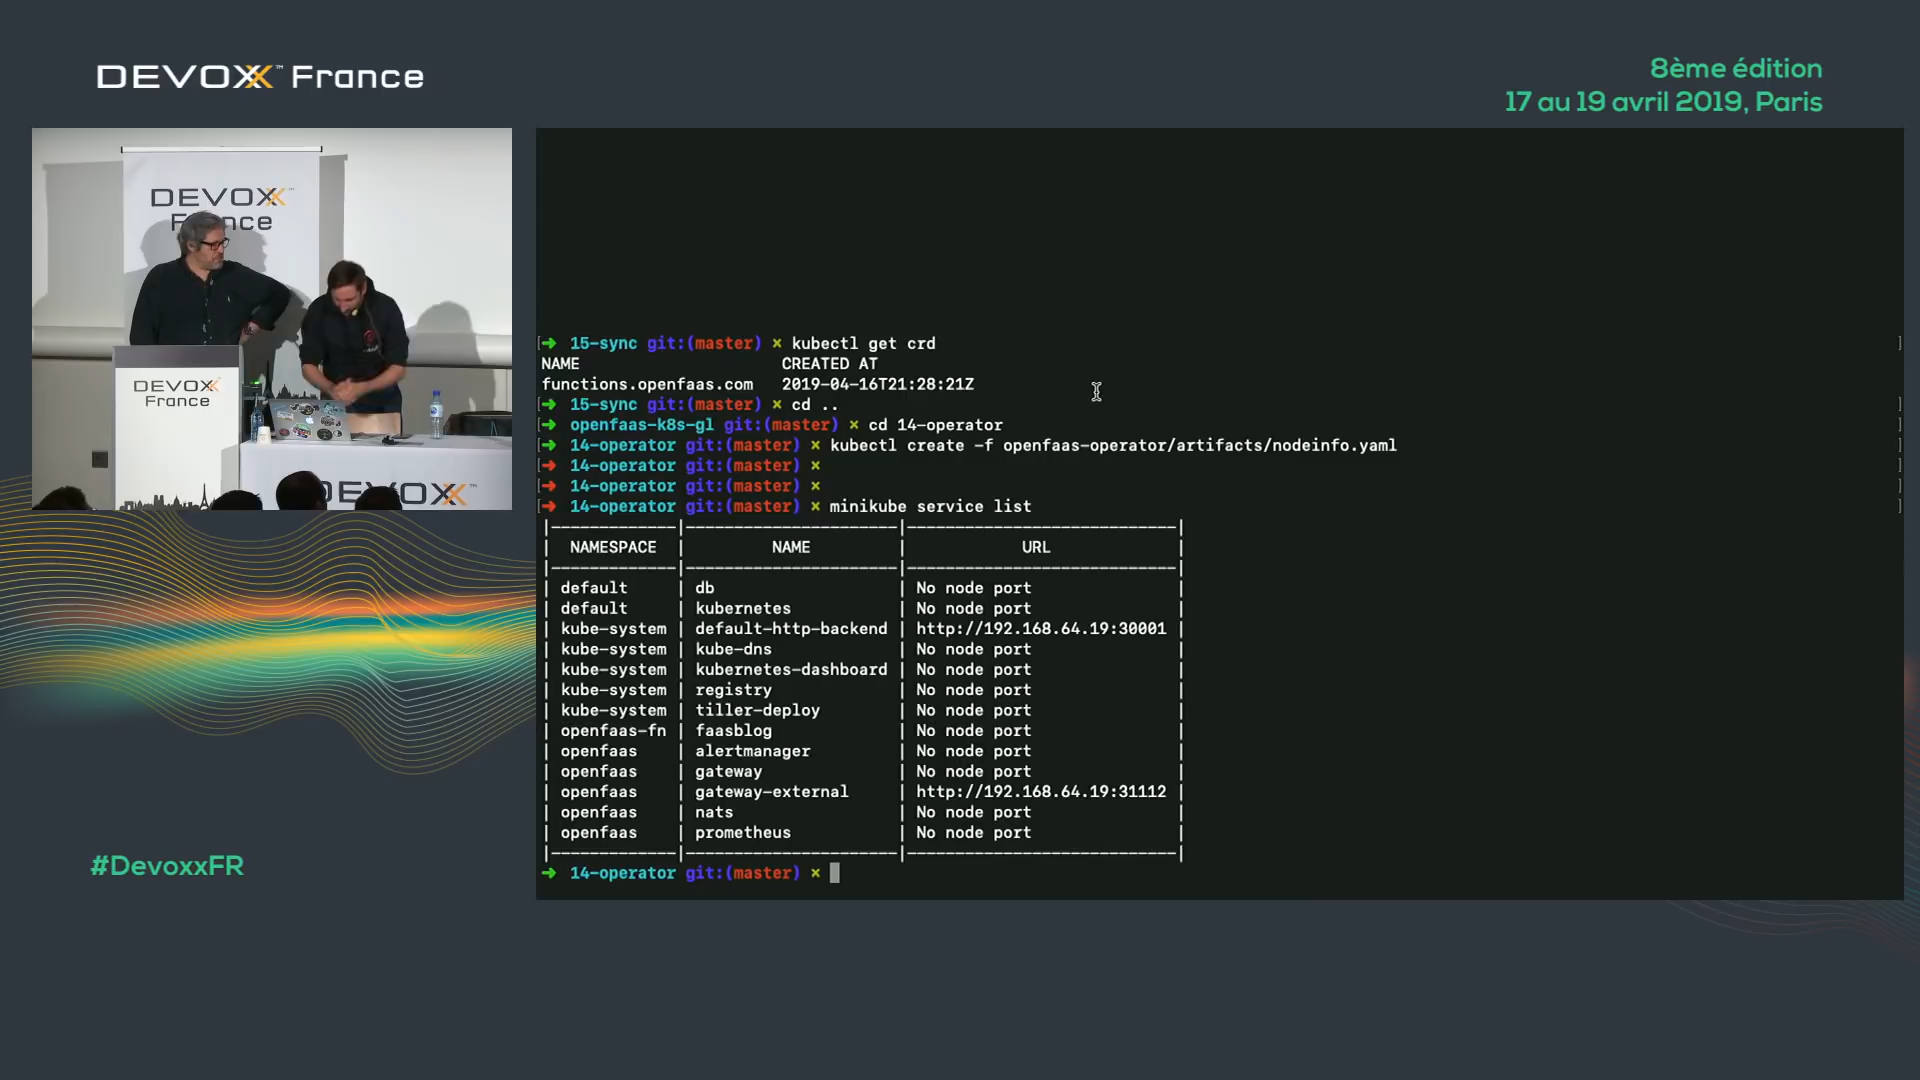 DEVOXX™ France
8ème édition
17 au 19 avril 2019, Paris
DEVOXX™
France
DEVOXX
France
DEVOXX™
#DevoxxFR
[➜ 15-sync git:(master) × kubectl get crd ]
NAME CREATED AT
functions.openfaas.com 2019-04-16T21:28:21Z
[➜ 15-sync git:(master) × cd .. ]
[➜ openfaas-k8s-gl git:(master) × cd 14-operator ]
[➜ 14-operator git:(master) × kubectl create -f openfaas-operator/artifacts/nodeinfo.yaml ]
[➜ 14-operator git:(master) × ]
[➜ 14-operator git:(master) × ]
[➜ 14-operator git:(master) × minikube service list ]
|-------------|----------------------|----------------------------|
| NAMESPACE | NAME | URL |
|-------------|----------------------|----------------------------|
| default | db | No node port |
| default | kubernetes | No node port |
| kube-system | default-http-backend | http://192.168.64.19:30001 |
| kube-system | kube-dns | No node port |
| kube-system | kubernetes-dashboard | No node port |
| kube-system | registry | No node port |
| kube-system | tiller-deploy | No node port |
| openfaas-fn | faasblog | No node port |
| openfaas | alertmanager | No node port |
| openfaas | gateway | No node port |
| openfaas | gateway-external | http://192.168.64.19:31112 |
| openfaas | nats | No node port |
| openfaas | prometheus | No node port |
|-------------|----------------------|----------------------------|
➜ 14-operator git:(master) ×